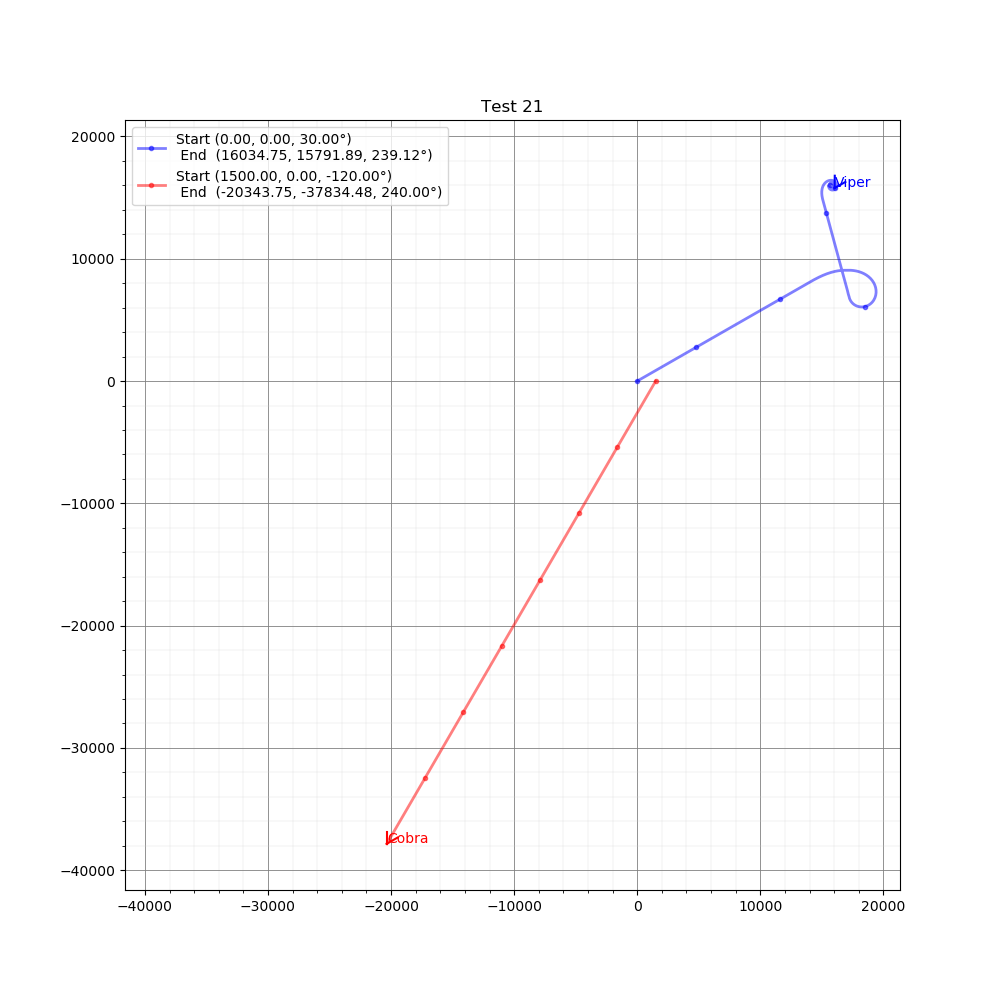 Test 21
Start (0.00, 0.00, 30.00°)
End (16034.75, 15791.89, 239.12°)
Start (1500.00, 0.00, -120.00°)
End (-20343.75, -37834.48, 240.00°)
Viper
Cobra
20000
10000
0
−10000
−20000
−30000
−40000
−40000 −30000 −20000 −10000 0 10000 20000